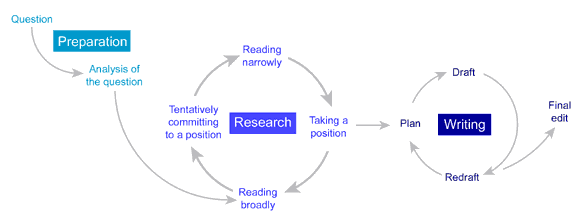 Question
Preparation
Analysis of
the question
Reading
narrowly
Tentatively
committing
to a position
Research
Taking a
position
Reading
broadly
Draft
Plan
Writing
Redraft
Final
edit